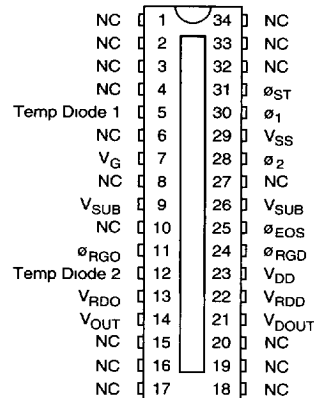 NC 1 34 NC
NC 2 33 NC
NC 3 32 NC
NC 4 31 øST
Temp Diode 1 5 30 ø1
NC 6 29 VSS
VG 7 28 ø2
NC 8 27 NC
VSUB 9 26 VSUB
NC 10 25 øEOS
øRGO 11 24 øRGD
Temp Diode 2 12 23 VDD
VRDO 13 22 VRDD
VOUT 14 21 VDOUT
NC 15 20 NC
NC 16 19 NC
NC 17 18 NC